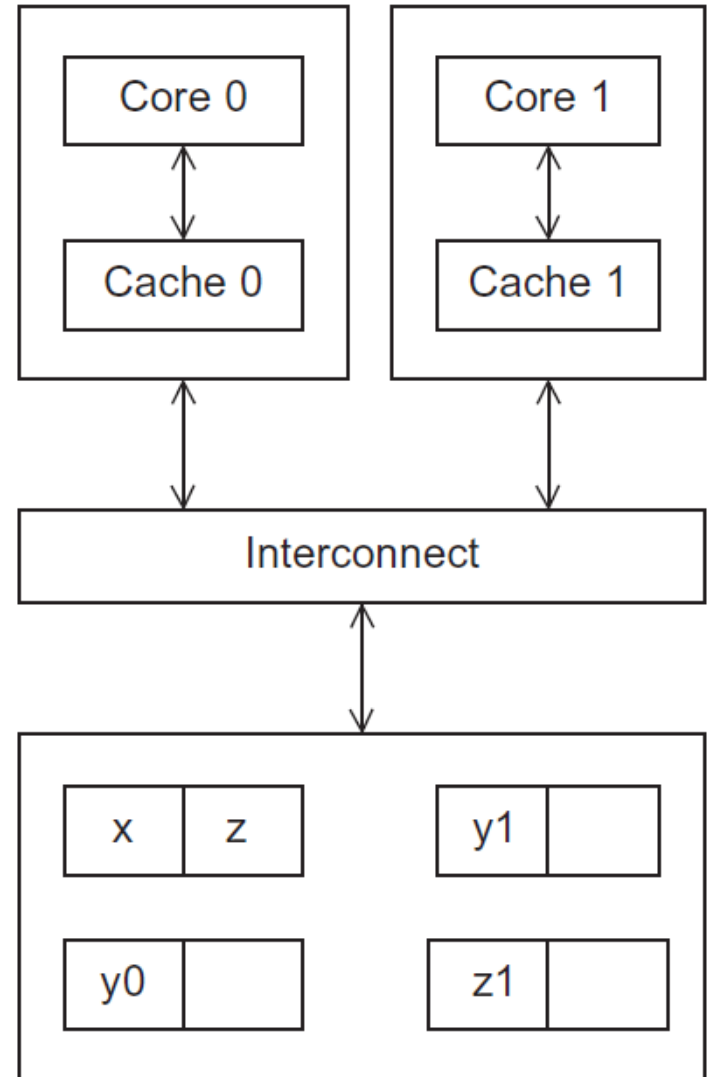 Core 0
Core 1
Cache 0
Cache 1
Interconnect
x z
y1
y0
z1